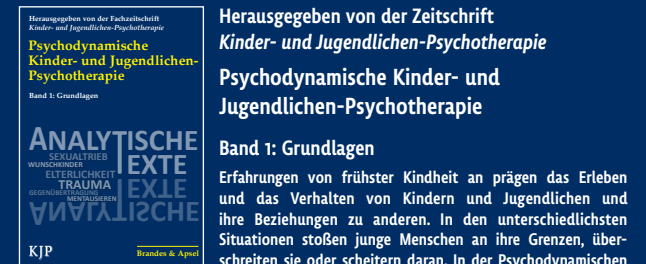 Herausgegeben von der Fachzeitschrift
Kinder- und Jugendlichen-Psychotherapie
Psychodynamische
Kinder- und Jugendlichen-
Psychotherapie
Band 1: Grundlagen
ANALYTISCHE
TEXTE
SEXUALTRIEB
WUNSCHKINDER
ELTERLICHKEIT
TRAUMA
GEGENÜBERTRAGUNG
MENTALISIEREN
TEXTE
ANALYTISCHE
KJP
Brandes & Apsel
Herausgegeben von der Zeitschrift
Kinder- und Jugendlichen-Psychotherapie
Psychodynamische Kinder- und
Jugendlichen-Psychotherapie
Band 1: Grundlagen
Erfahrungen von frühster Kindheit an prägen das Erleben
und das Verhalten von Kindern und Jugendlichen und
ihre Beziehungen zu anderen. In den unterschiedlichsten
Situationen stoßen junge Menschen an ihre Grenzen, über-
schreiten sie oder scheitern daran. In der Psychodynamischen